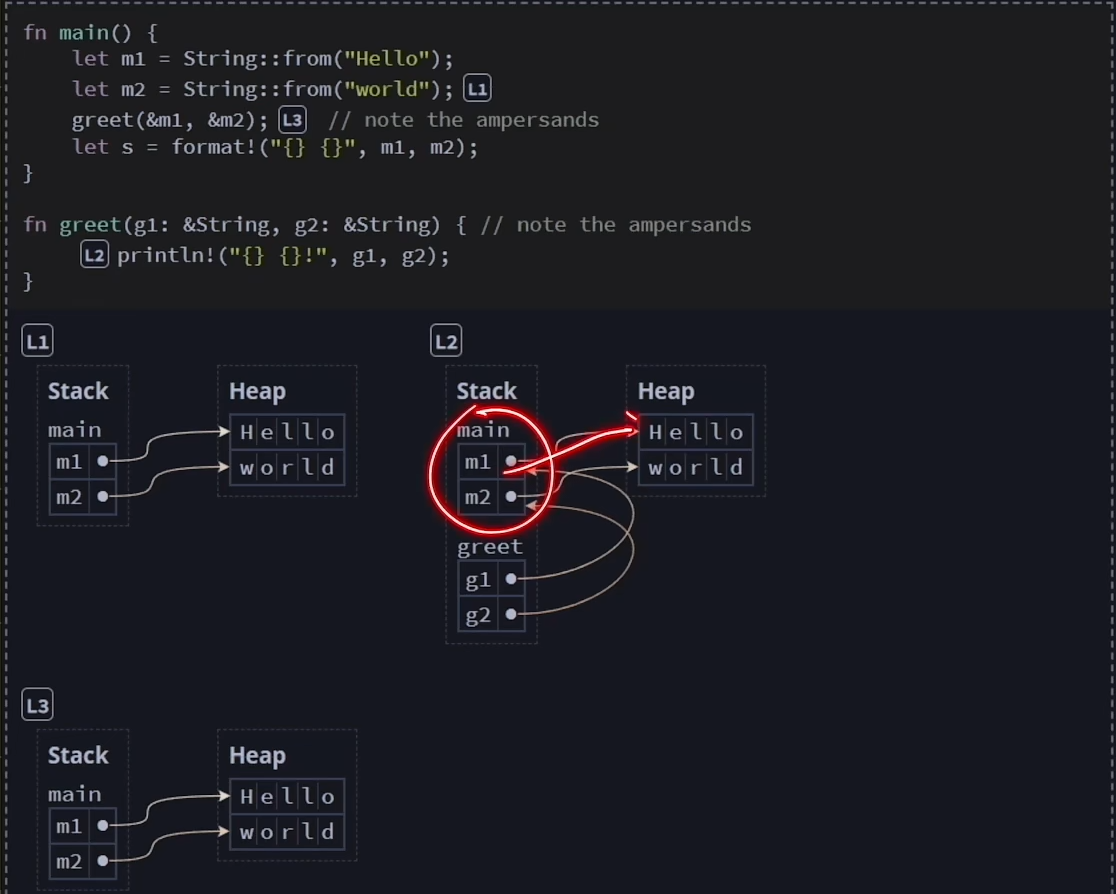 fn main() {
    let m1 = String::from("Hello");
    let m2 = String::from("world"); L1
    greet(&m1, &m2); L3 // note the ampersands
    let s = format!("{} {}", m1, m2);
}
fn greet(g1: &String, g2: &String) { // note the ampersands
    L2 println!("{} {}!", g1, g2);
}
L1
Stack
main
m1
m2
Heap
Hello
world
L2
Stack
main
m1
m2
greet
g1
g2
Heap
Hello
world
L3
Stack
main
m1
m2
Heap
Hello
world